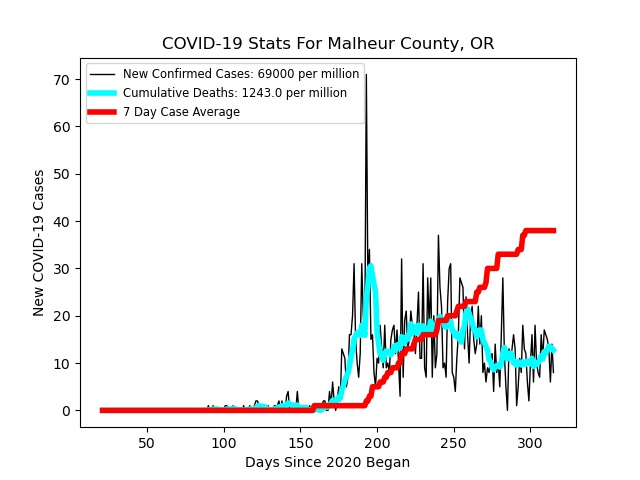 COVID-19 Stats For Malheur County, OR
New Confirmed Cases: 69000 per million
Cumulative Deaths: 1243.0 per million
7 Day Case Average
New COVID-19 Cases
70
60
50
40
30
20
10
0
50 100 150 200 250 300
Days Since 2020 Began